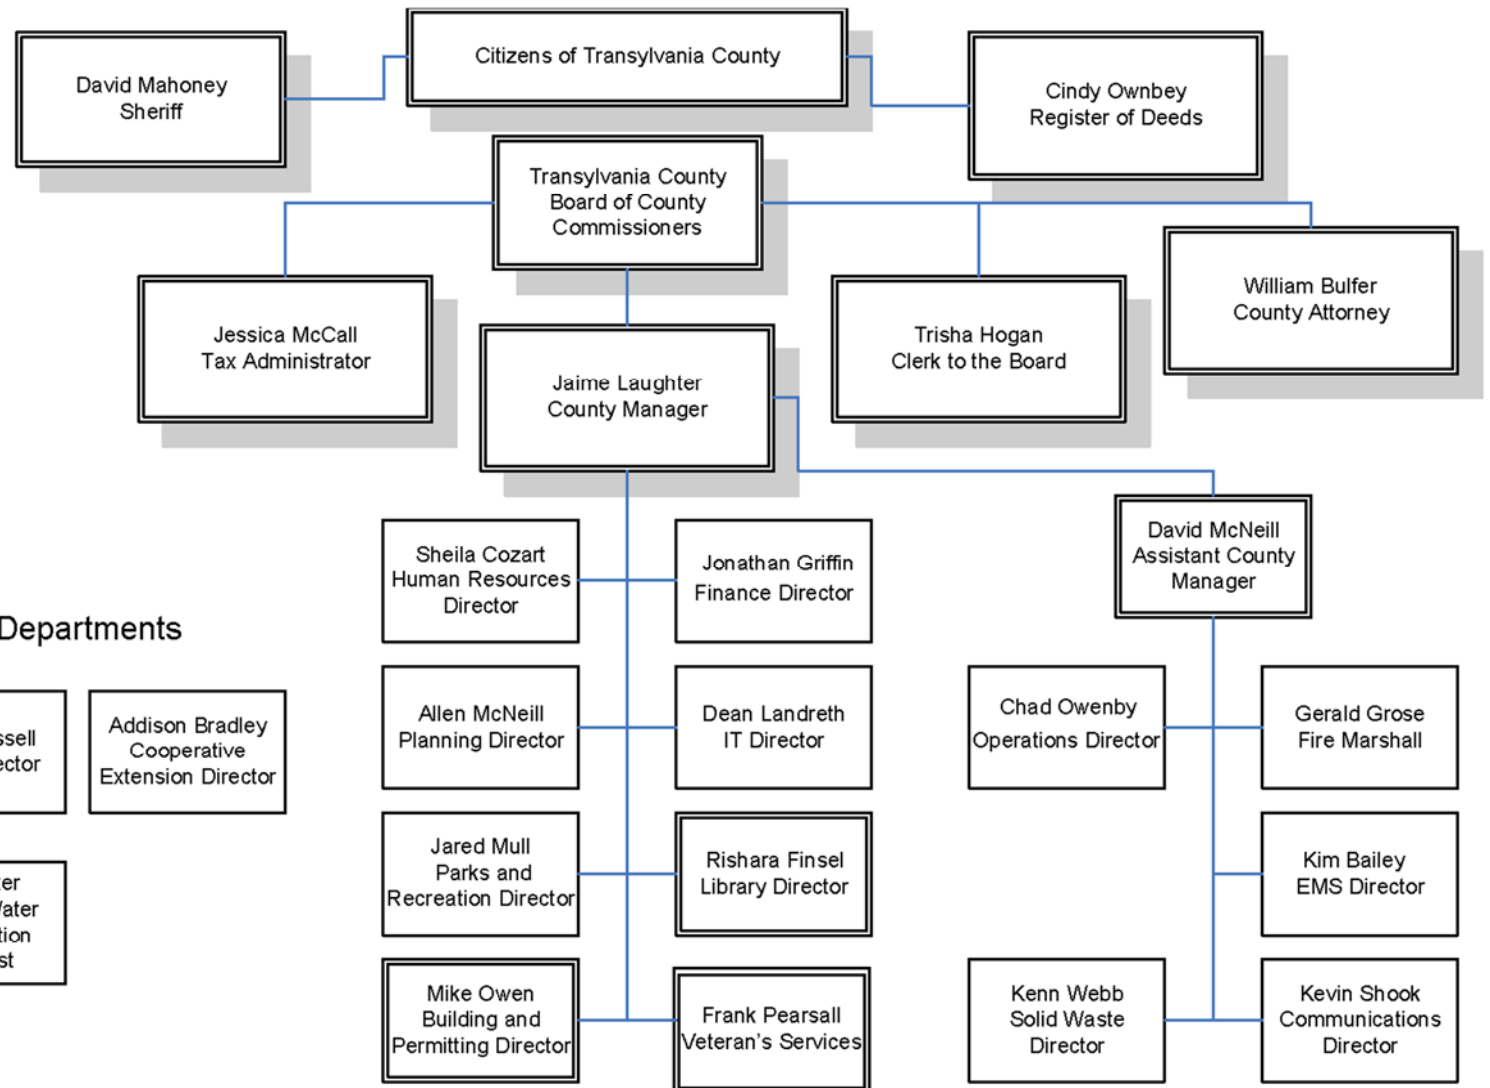 Citizens of Transylvania County
David Mahoney
Sheriff
Cindy Ownbey
Register of Deeds
Transylvania County
Board of County
Commissioners
Jessica McCall
Tax Administrator
Trisha Hogan
Clerk to the Board
William Bulfer
County Attorney
Jaime Laughter
County Manager
David McNeill
Assistant County
Manager
Sheila Cozart
Human Resources
Director
Jonathan Griffin
Finance Director
Departments
Addison Bradley
Cooperative
Extension Director
Allen McNeill
Planning Director
Dean Landreth
IT Director
Chad Owenby
Operations Director
Gerald Grose
Fire Marshall
Jared Mull
Parks and
Recreation Director
Rishara Finsel
Library Director
Kim Bailey
EMS Director
Mike Owen
Building and
Permitting Director
Frank Pearsall
Veteran's Services
Kenn Webb
Solid Waste
Director
Kevin Shook
Communications
Director